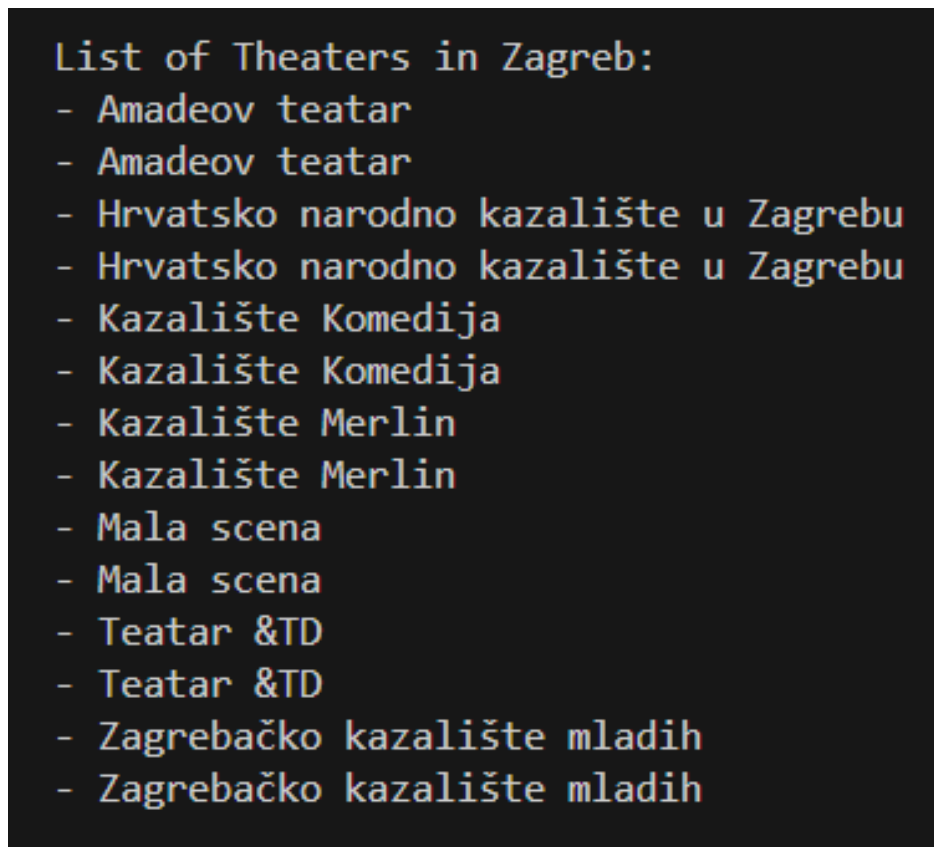 List of Theaters in Zagreb:
- Amadeov teatar
- Amadeov teatar
- Hrvatsko narodno kazalište u Zagrebu
- Hrvatsko narodno kazalište u Zagrebu
- Kazalište Komedija
- Kazalište Komedija
- Kazalište Merlin
- Kazalište Merlin
- Mala scena
- Mala scena
- Teatar &TD
- Teatar &TD
- Zagrebačko kazalište mladih
- Zagrebačko kazalište mladih